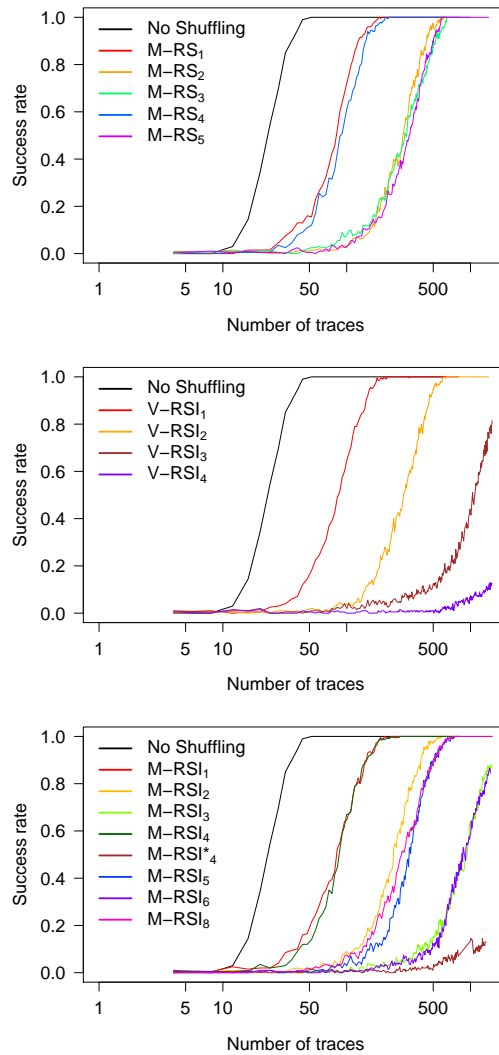 1.0
0.8
0.6
0.4
0.2
0.0
Success rate
No Shuffling
M−RS1
M−RS2
M−RS3
M−RS4
M−RS5
1 5 10 50 500
Number of traces
1.0
0.8
0.6
0.4
0.2
0.0
Success rate
No Shuffling
V−RSI1
V−RSI2
V−RSI3
V−RSI4
1 5 10 50 500
Number of traces
1.0
0.8
0.6
0.4
0.2
0.0
Success rate
No Shuffling
M−RSI1
M−RSI2
M−RSI3
M−RSI4
M−RSI*4
M−RSI5
M−RSI6
M−RSI8
1 5 10 50 500
Number of traces